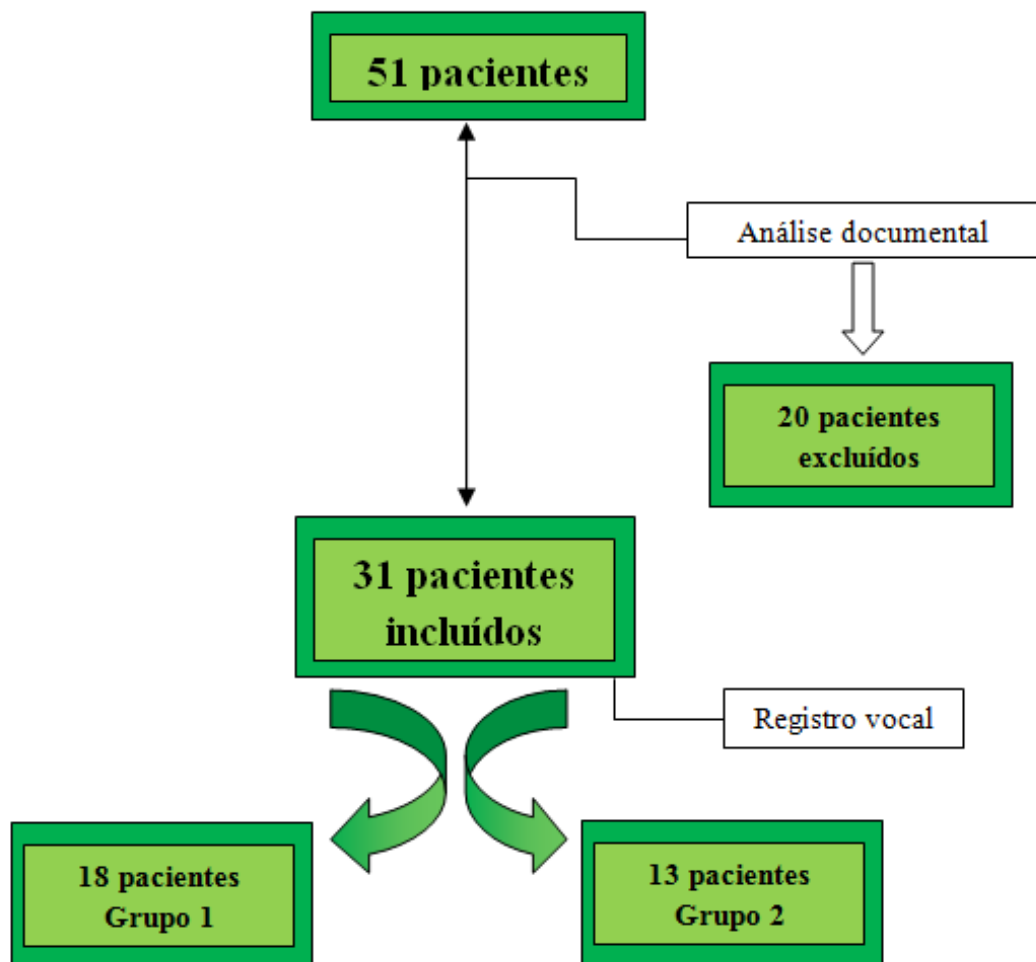 51 pacientes
Análise documental
20 pacientes
excluídos
31 pacientes
incluídos
Registro vocal
18 pacientes
Grupo 1
13 pacientes
Grupo 2